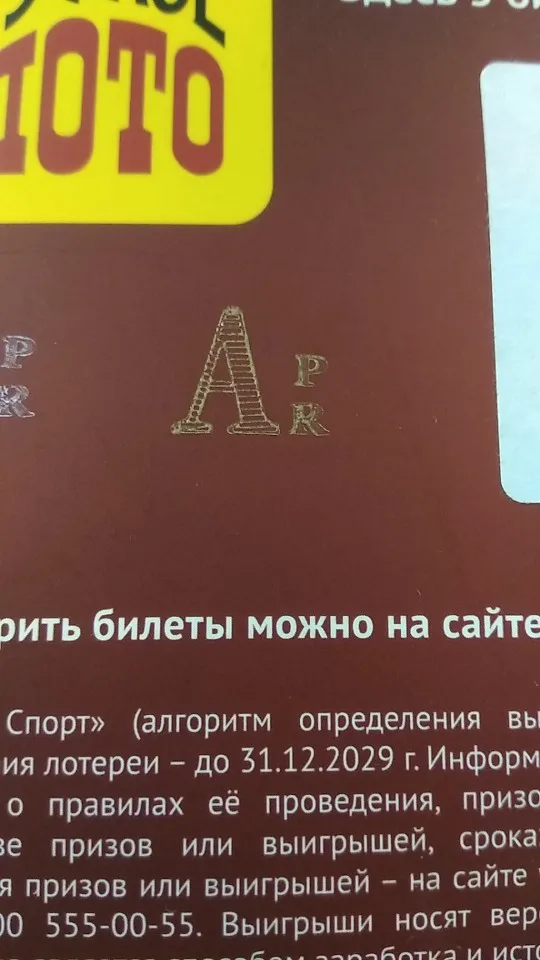 ЛОТО
А
Р
R
Р
R
рить билеты можно на сайте
Спорт» (алгоритм определения вы
ия лотереи – до 31.12.2029 г. Информ
о правилах её проведения, призо
ве призов или выигрышей, срока
я призов или выигрышей – на сайте
00 555-00-55. Выигрыши носят вер